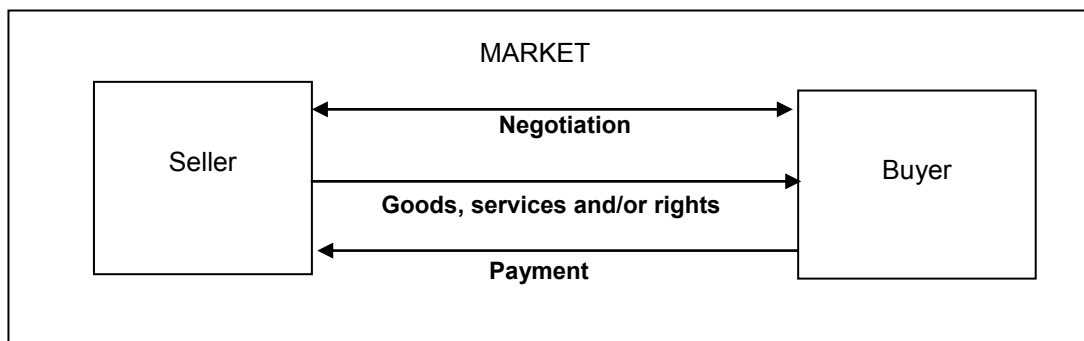 MARKET
Negotiation
Seller
Buyer
Goods, services and/or rights
Payment